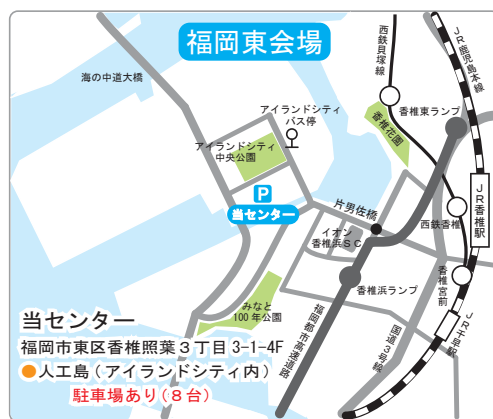 福岡東会場
西鉄貝塚線
JR鹿児島本線
海の中道大橋
アイランドシティ
バス停
香椎花園
香椎東ランプ
アイランドシティ
中央公園
P
当センター
片男佐橋
イオン
香椎浜SC
西鉄香椎
JR香椎駅
香椎宮前
香椎浜ランプ
みなと
100年公園
福岡都市高速道路
国道3号線
JR千早駅
当センター
福岡市東区香椎照葉3丁目3-1-4F
●人工島(アイランドシティ内)
駐車場あり(8台)